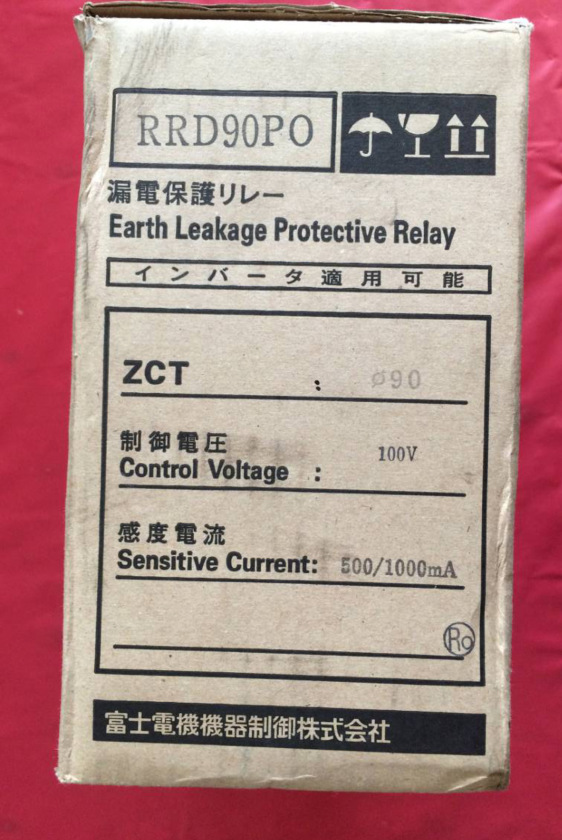 RRD90PO
漏電保護リレー
Earth Leakage Protective Relay
インバータ適用可能
ZCT : ø90
制御電圧
Control Voltage : 100V
感度電流
Sensitive Current: 500/1000mA
Ro
富士電機機器制御株式会社